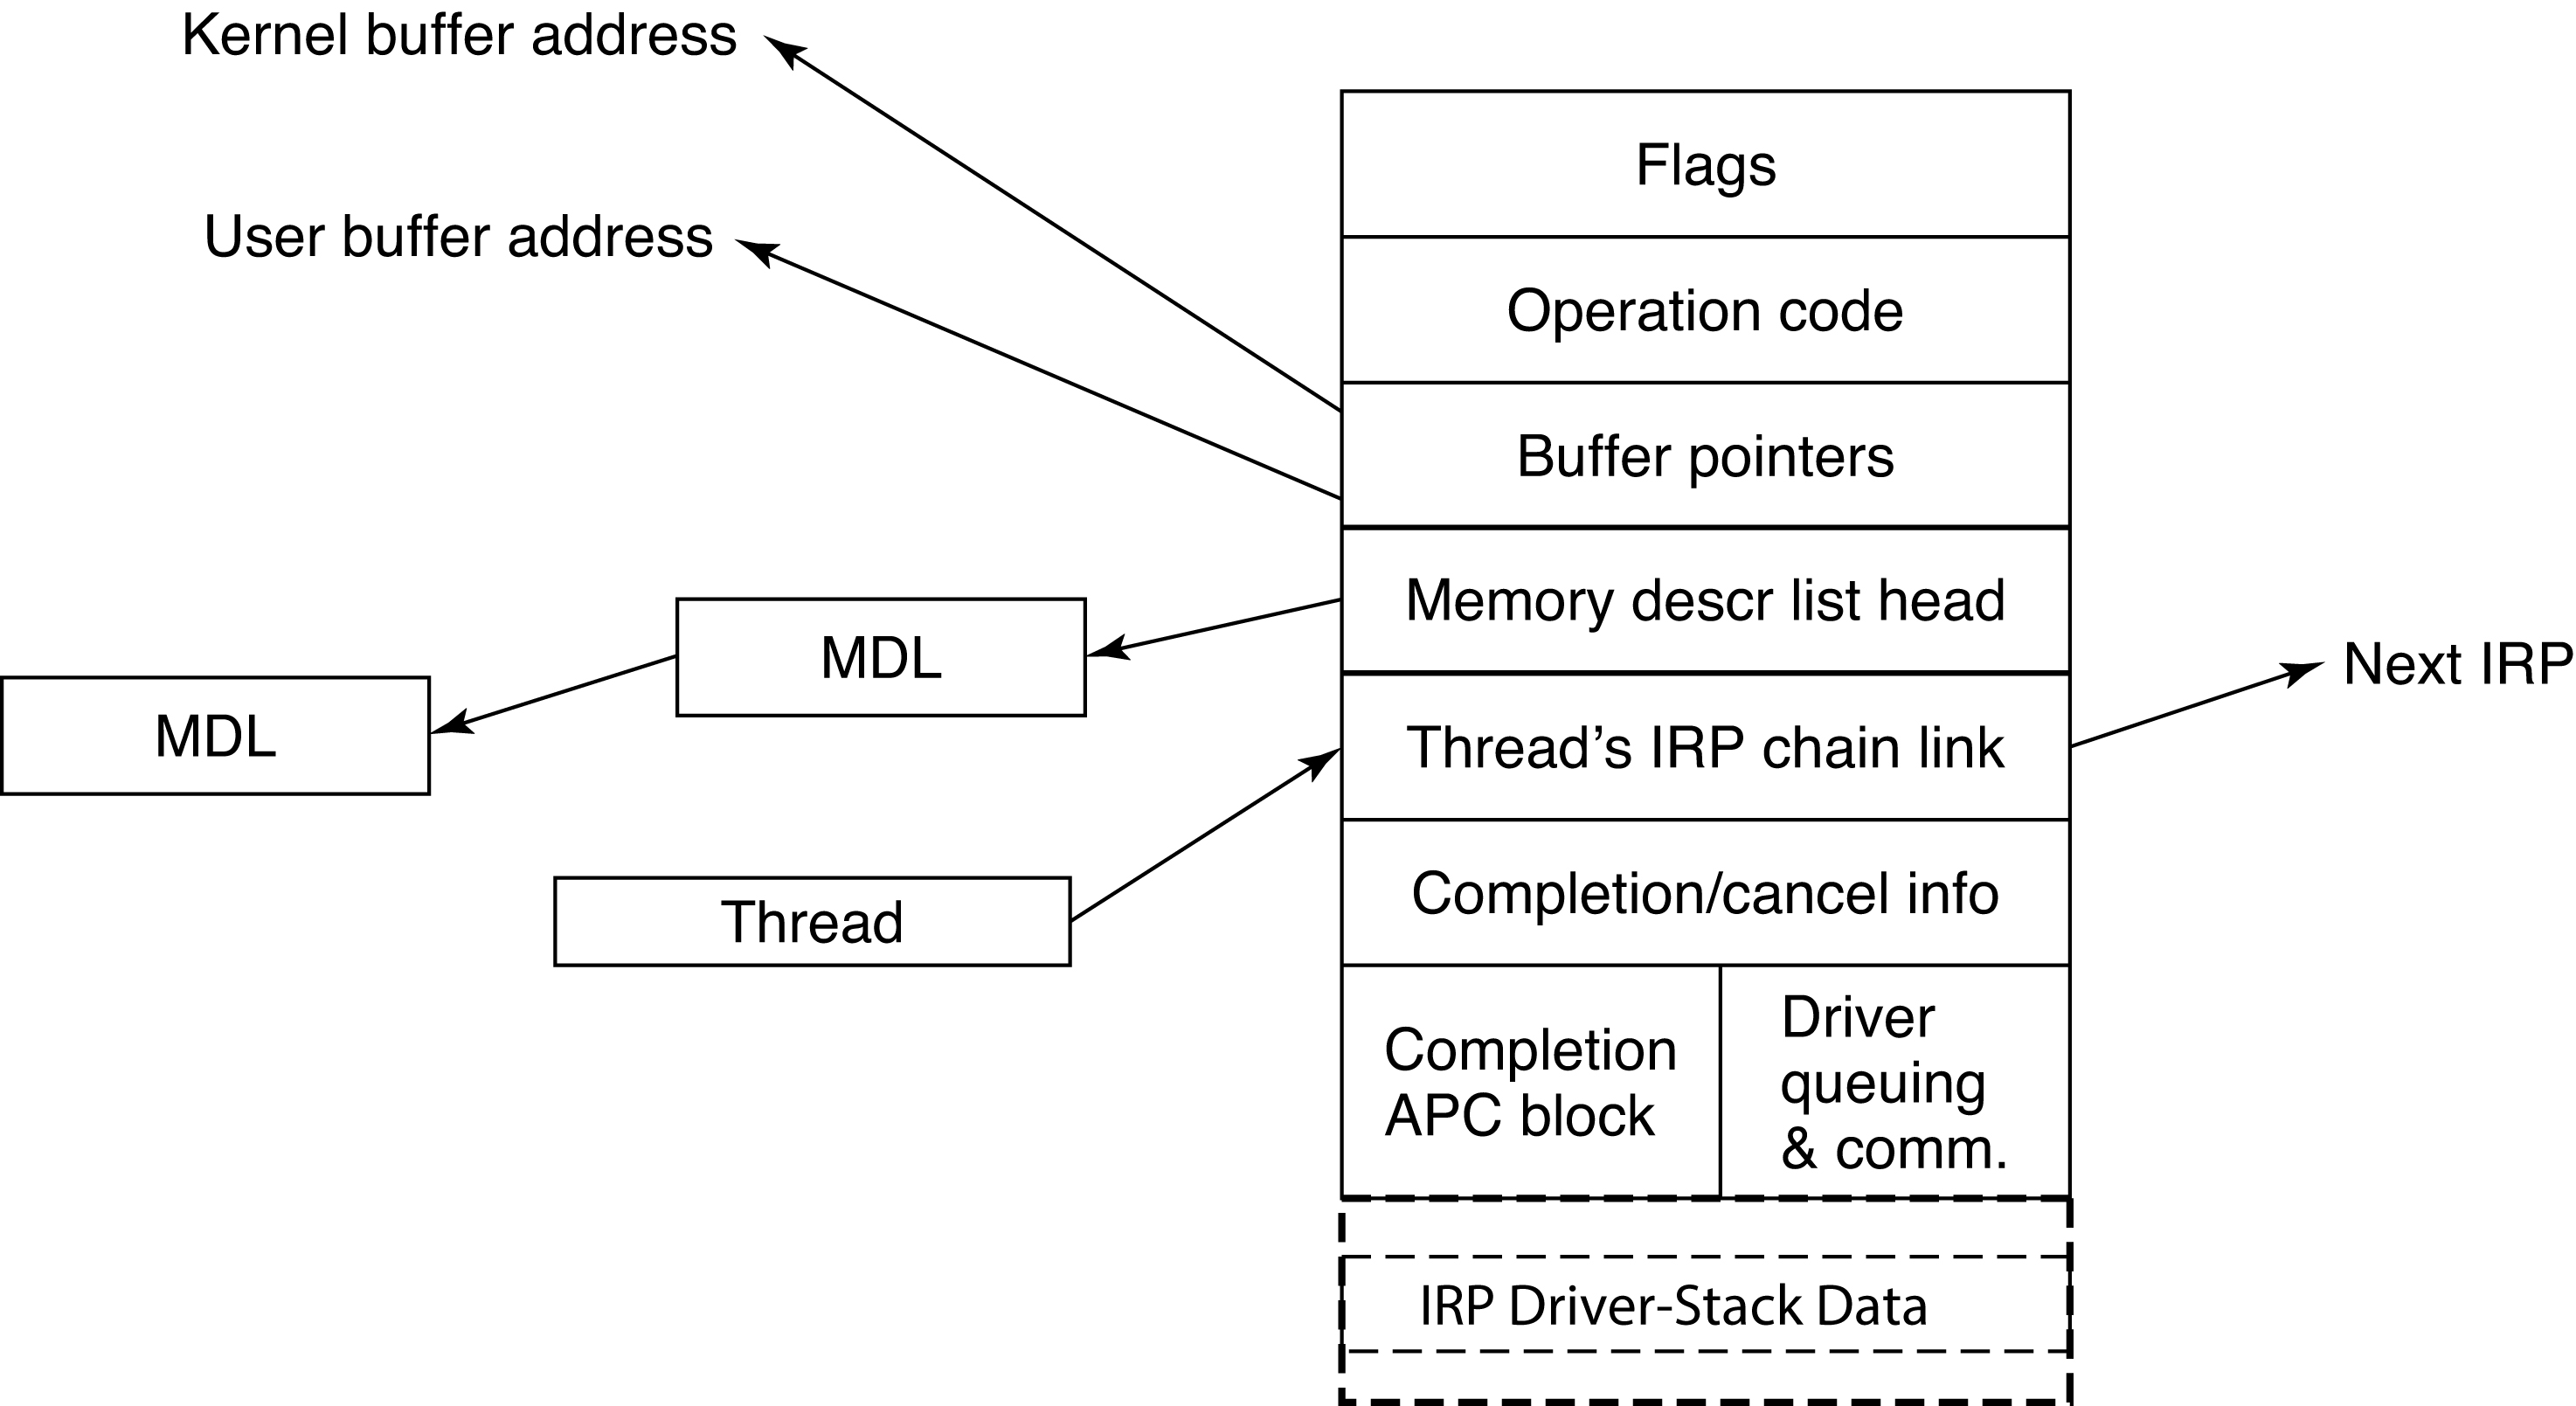 Kernel buffer address
User buffer address
Flags
Operation code
Buffer pointers
Memory descr list head
MDL
MDL
Thread’s IRP chain link
Next IRP
Thread
Completion/cancel info
Completion
APC block
Driver
queuing
& comm.
IRP Driver-Stack Data